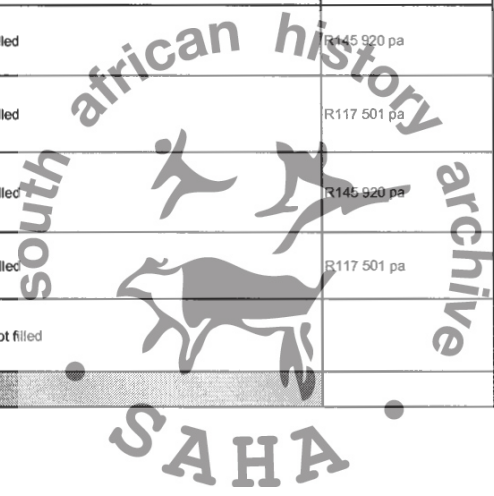 lled R145 920 pa
lled R117 501 pa
lled R145 920 pa
lled R117 501 pa
ot filled
south african history archive
SAHA